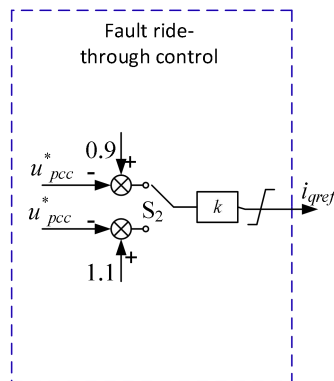 Fault ride-
through control
0.9
+
u*pcc -
S2
k
iqref
u*pcc -
+
1.1